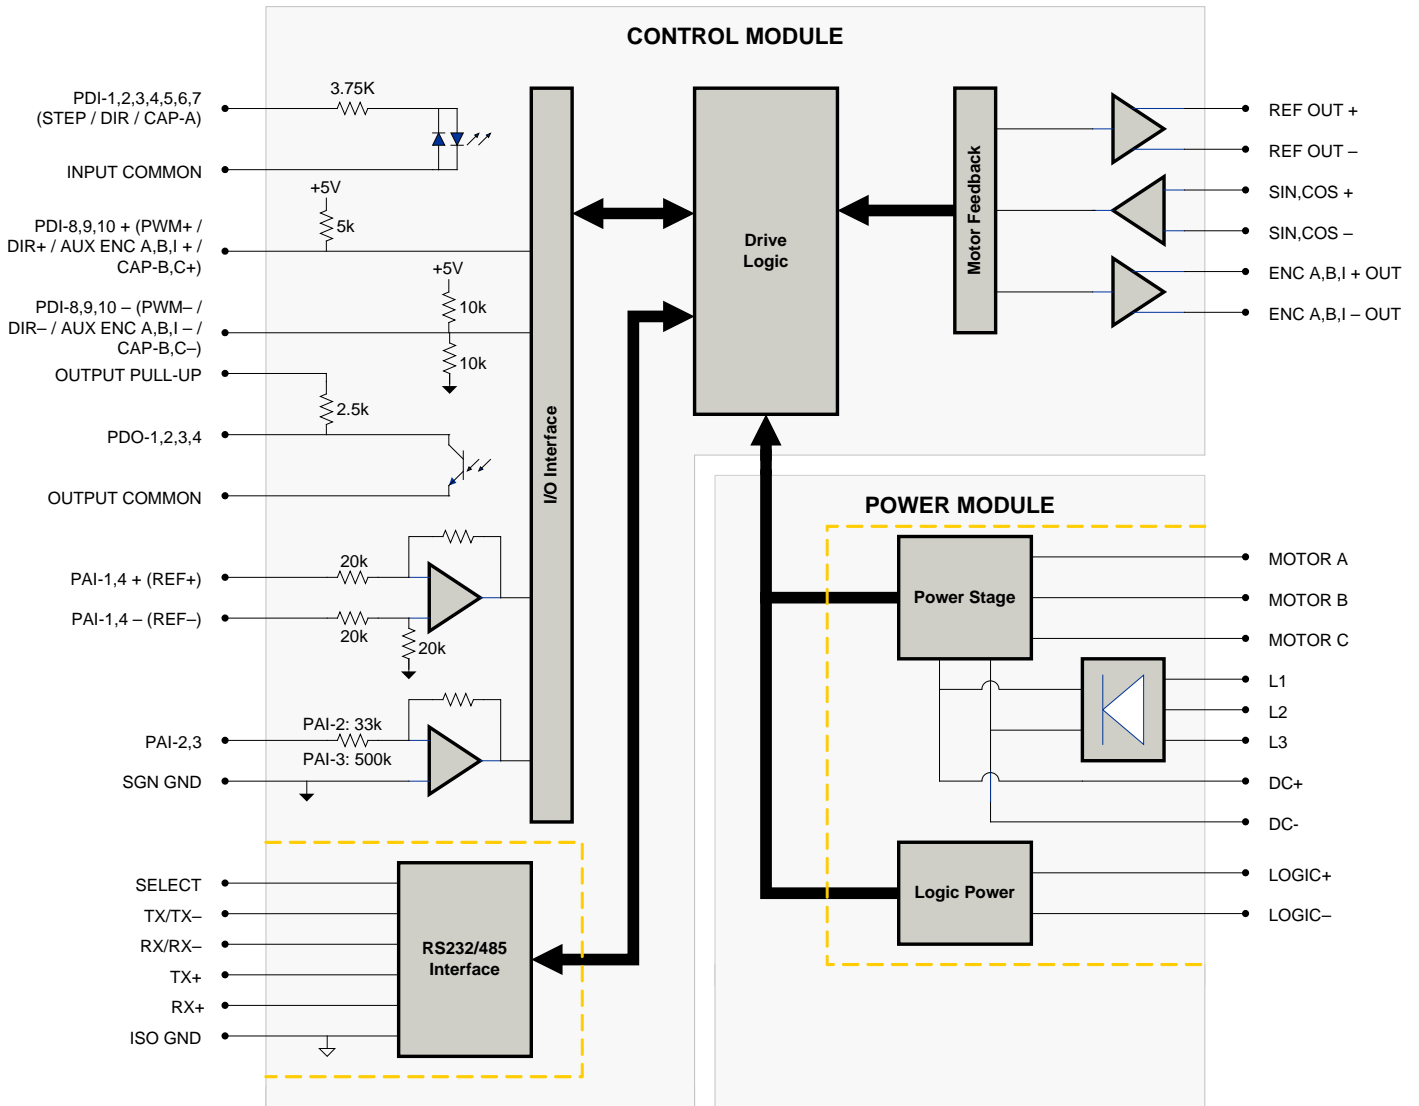 CONTROL MODULE
PDI-1,2,3,4,5,6,7
(STEP / DIR / CAP-A)
3.75K
INPUT COMMON
+5V
5k
PDI-8,9,10 + (PWM+ /
DIR+ / AUX ENC A,B,I + /
CAP-B,C+)
+5V
10k
PDI-8,9,10 – (PWM– /
DIR– / AUX ENC A,B,I – /
CAP-B,C–)
10k
OUTPUT PULL-UP
2.5k
PDO-1,2,3,4
OUTPUT COMMON
20k
PAI-1,4 + (REF+)
PAI-1,4 – (REF–)
20k
20k
PAI-2: 33k
PAI-2,3
PAI-3: 500k
SGN GND
I/O Interface
Drive
Logic
Motor Feedback
REF OUT +
REF OUT –
SIN,COS +
SIN,COS –
ENC A,B,I + OUT
ENC A,B,I – OUT
SELECT
TX/TX–
RX/RX–
TX+
RX+
ISO GND
RS232/485
Interface
POWER MODULE
Power Stage
MOTOR A
MOTOR B
MOTOR C
L1
L2
L3
DC+
DC-
Logic Power
LOGIC+
LOGIC–